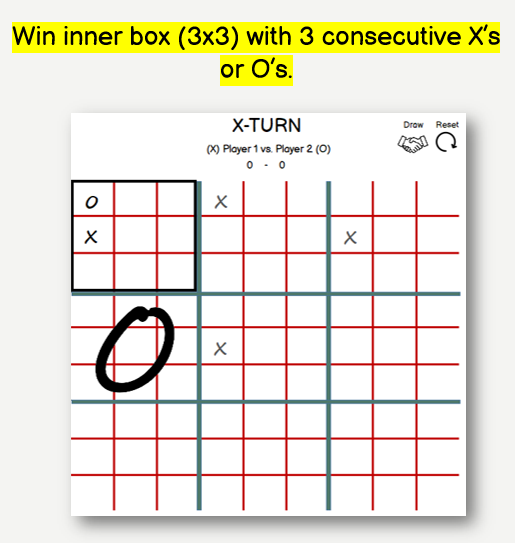 Win inner box (3x3) with 3 consecutive X's
or O's.
X-TURN
Draw Reset
(X) Player 1 vs. Player 2 (O)
0 - 0
O X
X X
O X